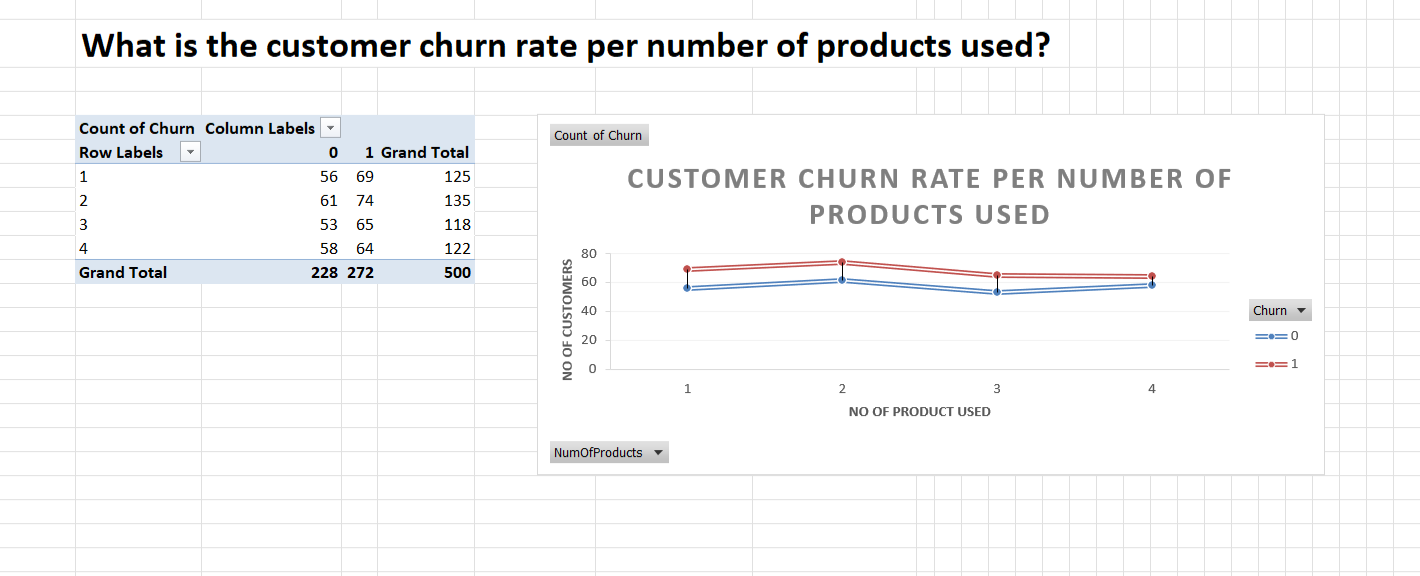 What is the customer churn rate per number of products used?
Count of Churn Column Labels
Row Labels 0 1 Grand Total
1 56 69 125
2 61 74 135
3 53 65 118
4 58 64 122
Grand Total 228 272 500
Count of Churn
CUSTOMER CHURN RATE PER NUMBER OF
PRODUCTS USED
NO OF CUSTOMERS
80
60
40
20
0
1 2 3 4
NO OF PRODUCT USED
Churn
0
1
NumOfProducts